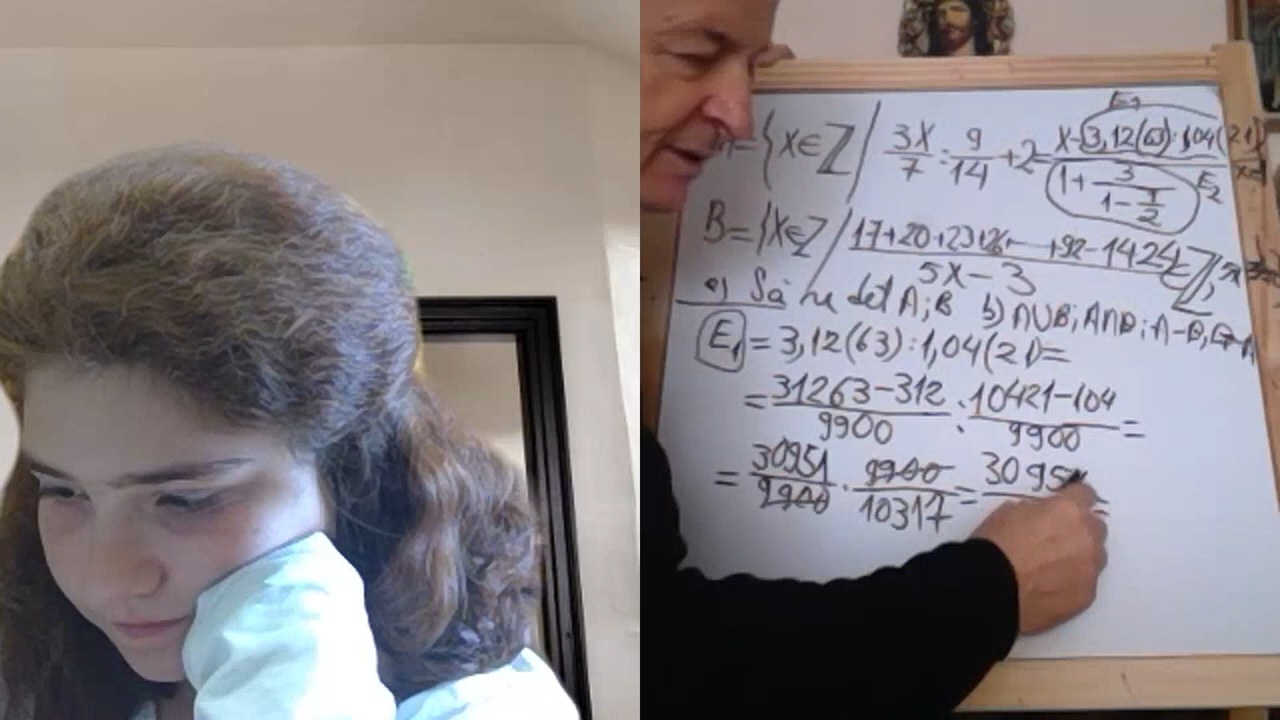 A={x∈ℤ/ 3x/7 : 9/14 + 2 = x-3,12(63):1,04(21) / 1+3/1-1/2
E1
E2
B={x∈ℤ/ 17+20+23+26+...+92-1424/5x-3 ∈ℤ,
a) Să se det A;B b) A∪B; A∩B; A-B, B-A
E1 = 3,12(63):1,04(21)=
= 31263-312/9900 : 10421-104/9900 =
= 30951/9900 · 9900/10317 = 3095 =